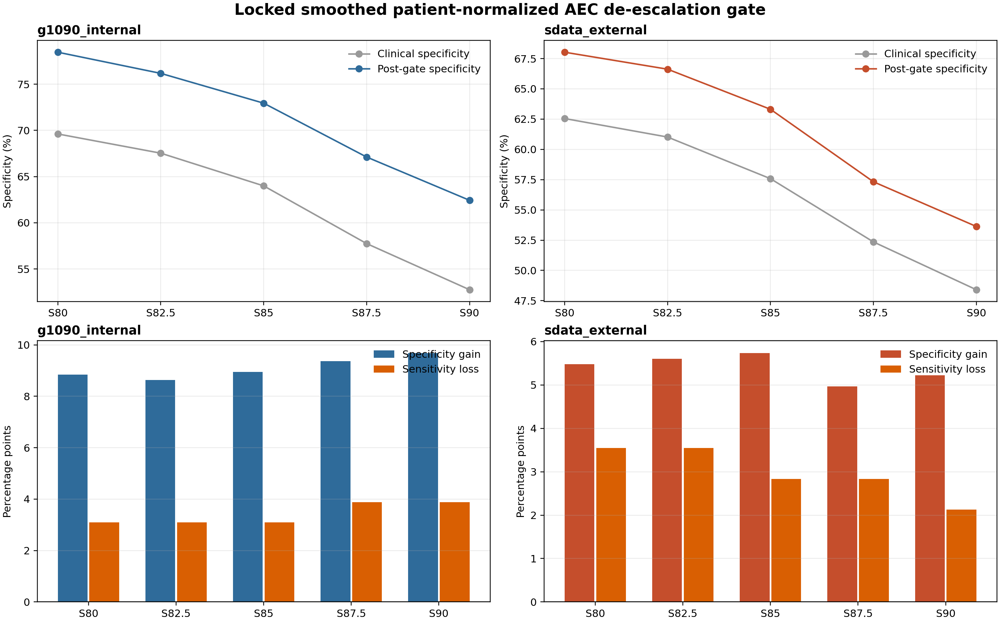 Locked smoothed patient-normalized AEC de-escalation gate
g1090_internal
Specificity (%)
75
70
65
60
55
Clinical specificity
Post-gate specificity
S80 S82.5 S85 S87.5 S90
sdata_external
Specificity (%)
67.5
65.0
62.5
60.0
57.5
55.0
52.5
50.0
47.5
Clinical specificity
Post-gate specificity
S80 S82.5 S85 S87.5 S90
g1090_internal
Percentage points
10
8
6
4
2
0
Specificity gain
Sensitivity loss
S80 S82.5 S85 S87.5 S90
sdata_external
Percentage points
6
5
4
3
2
1
0
Specificity gain
Sensitivity loss
S80 S82.5 S85 S87.5 S90